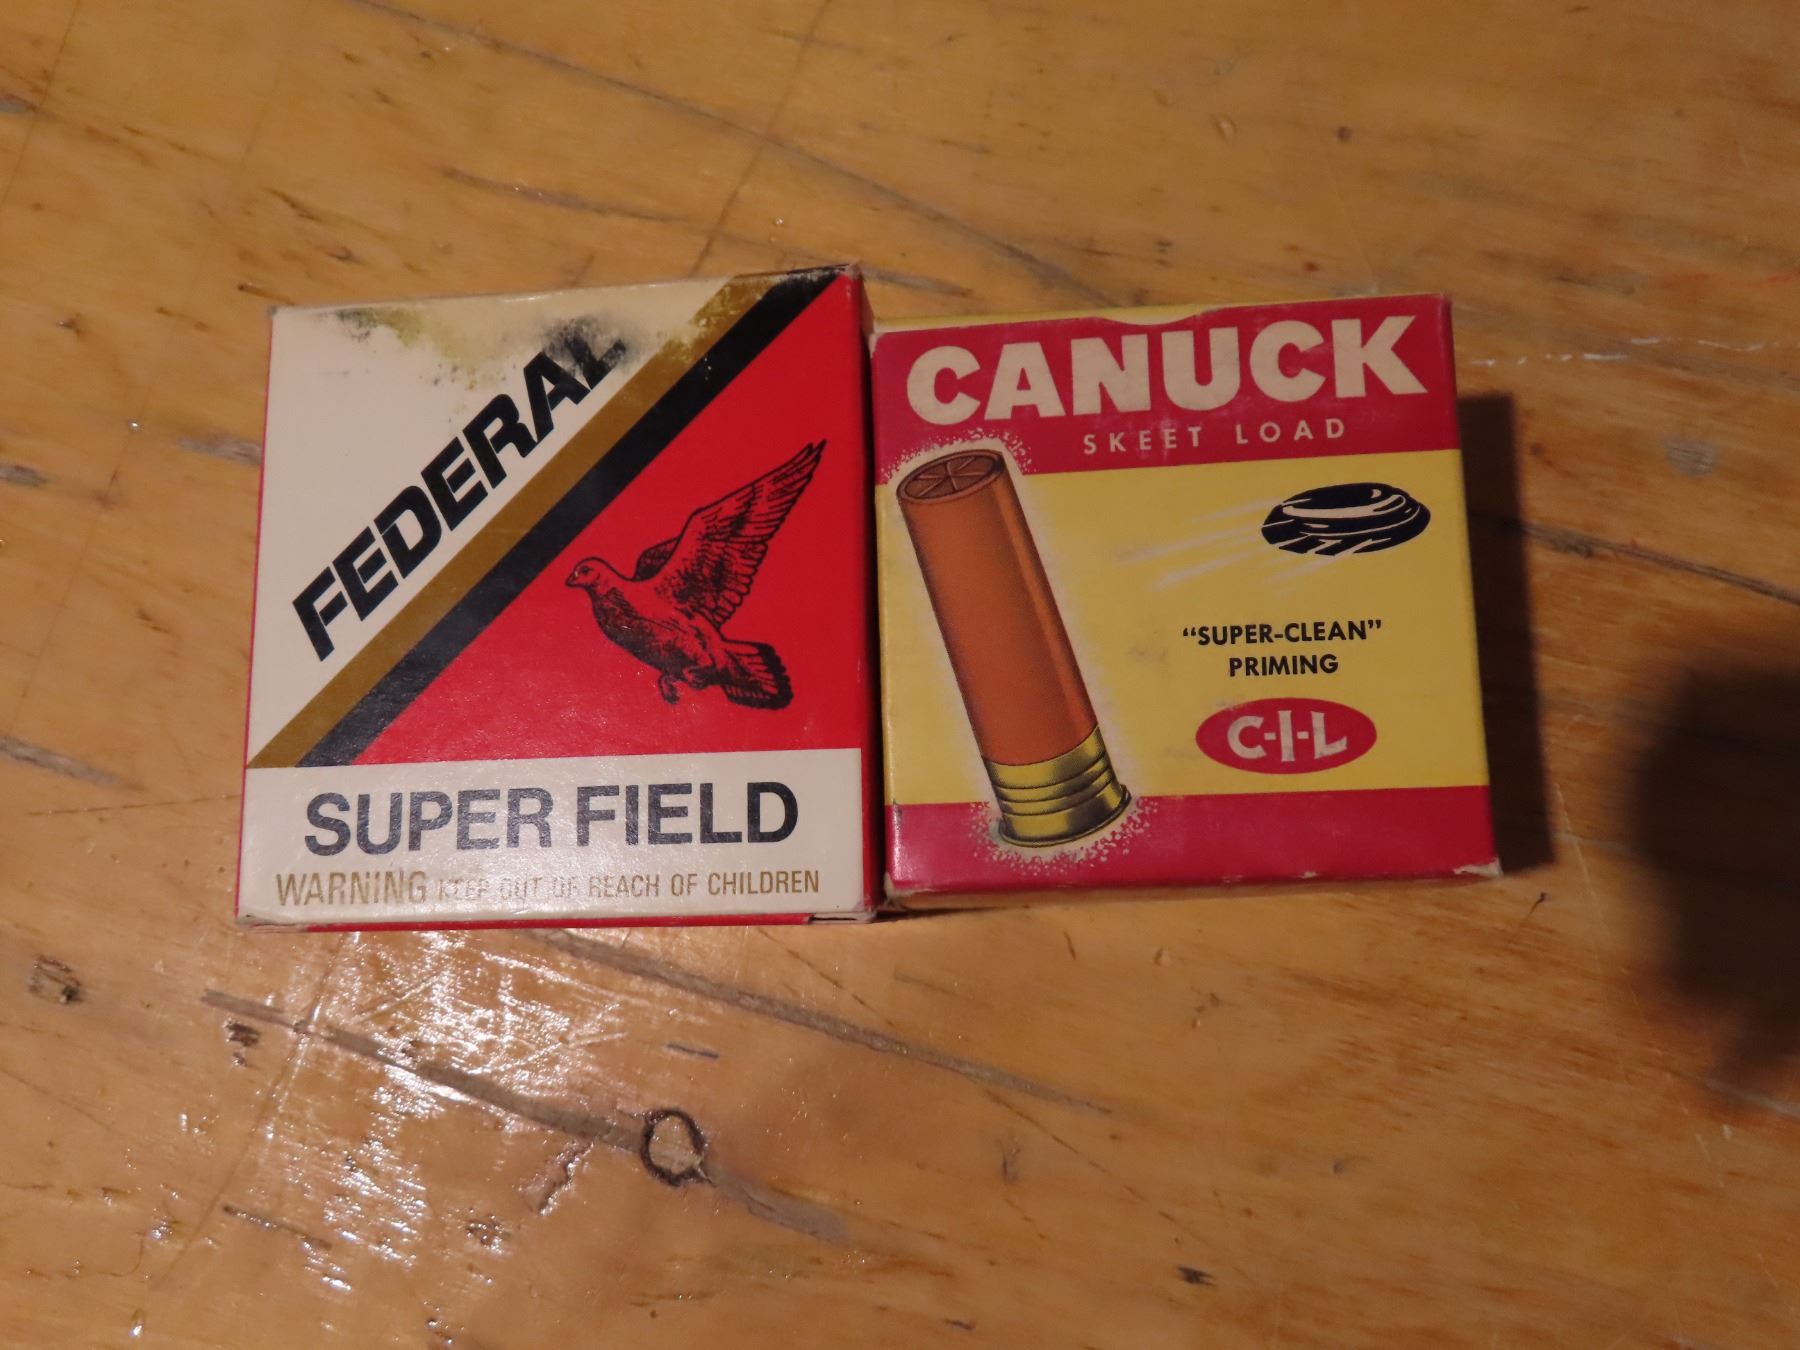 FEDERAL
SUPER FIELD
WARNING KEEP OUT OF REACH OF CHILDREN
CANUCK
SKEET LOAD
"SUPER-CLEAN"
PRIMING
C-I-L